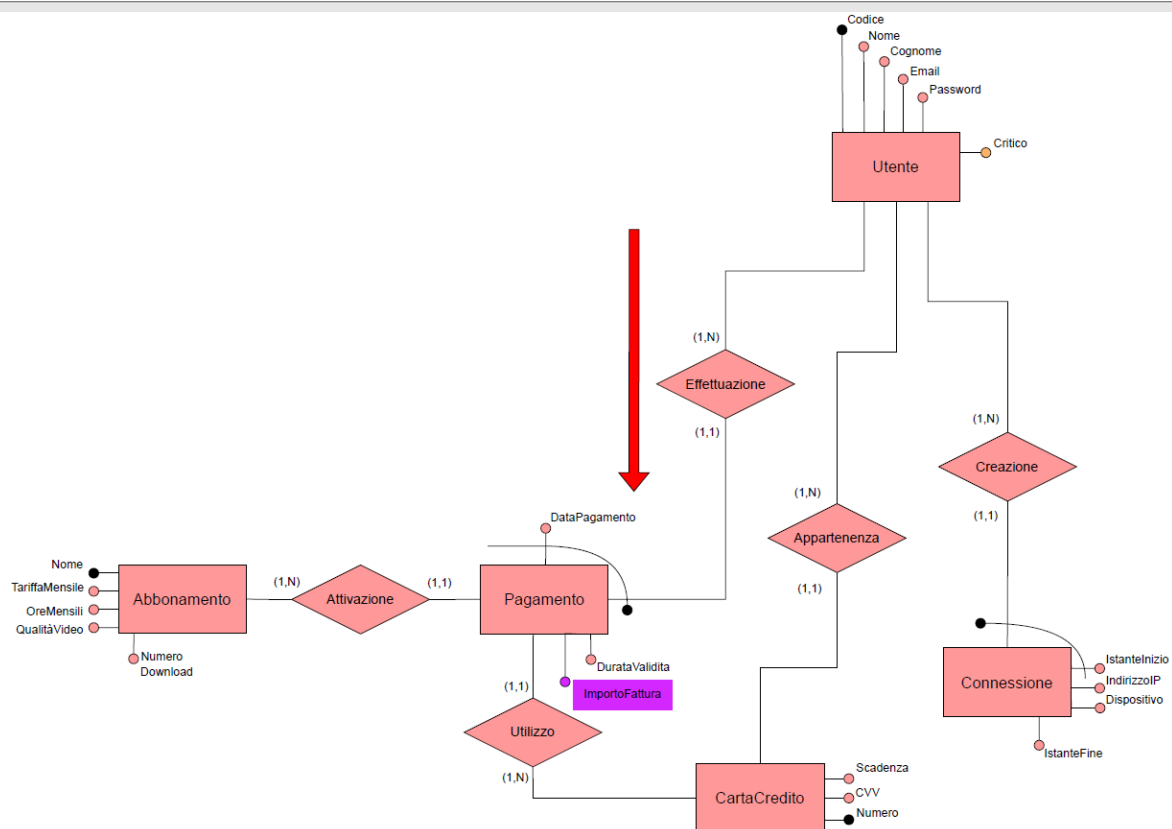 Codice
Nome
Cognome
Email
Password
Utente
Critico
(1,N)
Effettuazione
(1,1)
(1,N)
Creazione
(1,1)
(1,N)
Appartenenza
(1,1)
DataPagamento
Nome
TariffaMensile
OreMensili
QualitàVideo
Abbonamento
Numero
Download
(1,N)
Attivazione
(1,1)
Pagamento
DurataValidita
ImportoFattura
(1,1)
Utilizzo
(1,N)
Connessione
IstanteInizio
IndirizzoIP
Dispositivo
IstanteFine
CartaCredito
Scadenza
CVV
Numero